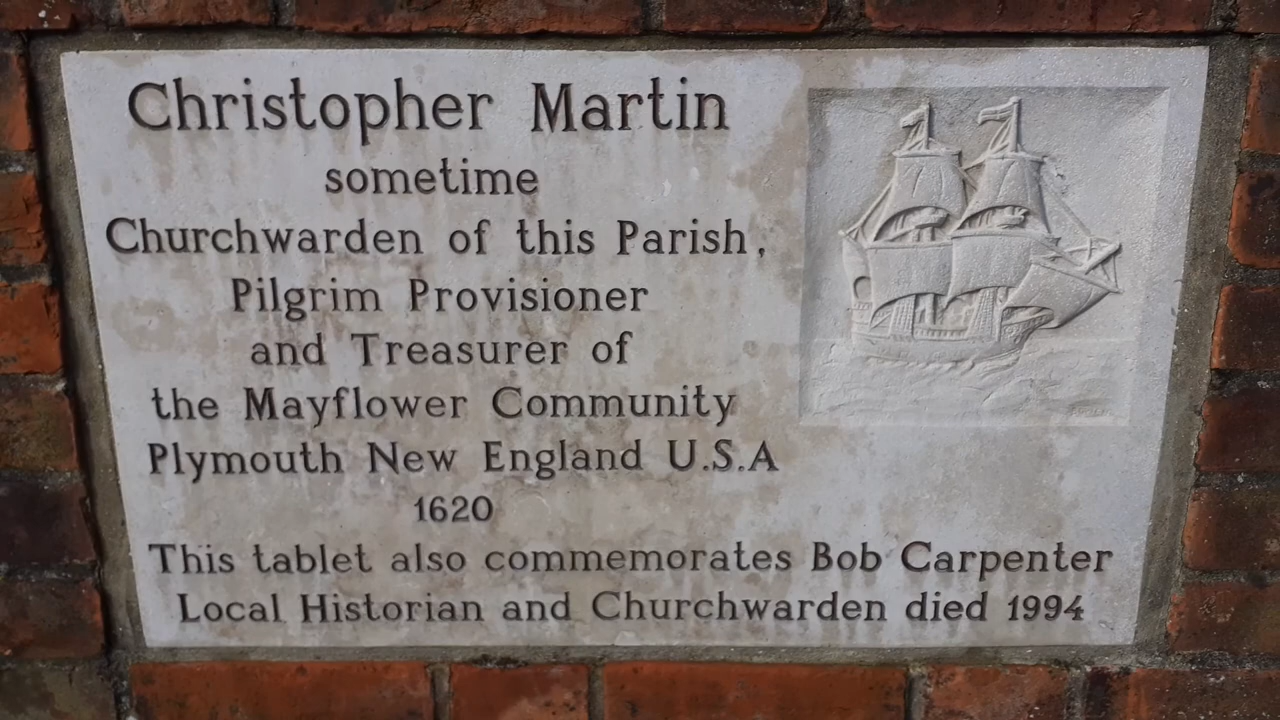 Christopher Martin
sometime
Churchwarden of this Parish,
Pilgrim Provisioner
and Treasurer of
the Mayflower Community
Plymouth New England U.S.A
1620
This tablet also commemorates Bob Carpenter
Local Historian and Churchwarden died 1994